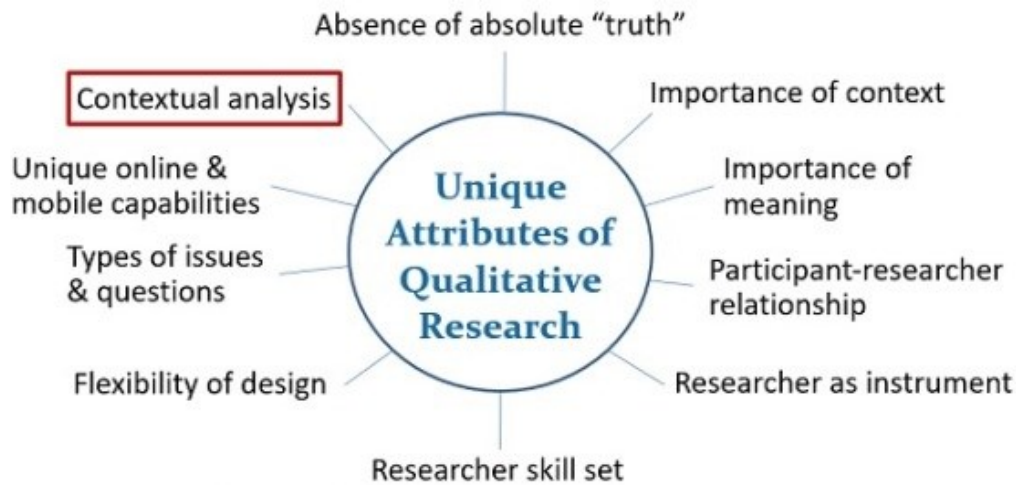 Absence of absolute “truth”
Contextual analysis
Importance of context
Unique online &
mobile capabilities
Importance of
meaning
Unique
Attributes of
Qualitative
Research
Types of issues
& questions
Participant-researcher
relationship
Flexibility of design
Researcher as instrument
Researcher skill set